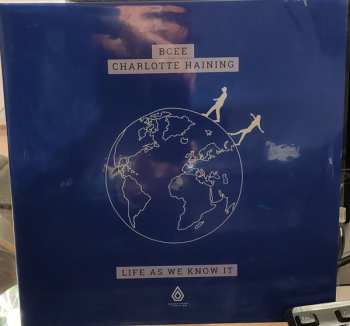 BCEE
CHARLOTTE HAINING
LIFE AS WE KNOW IT